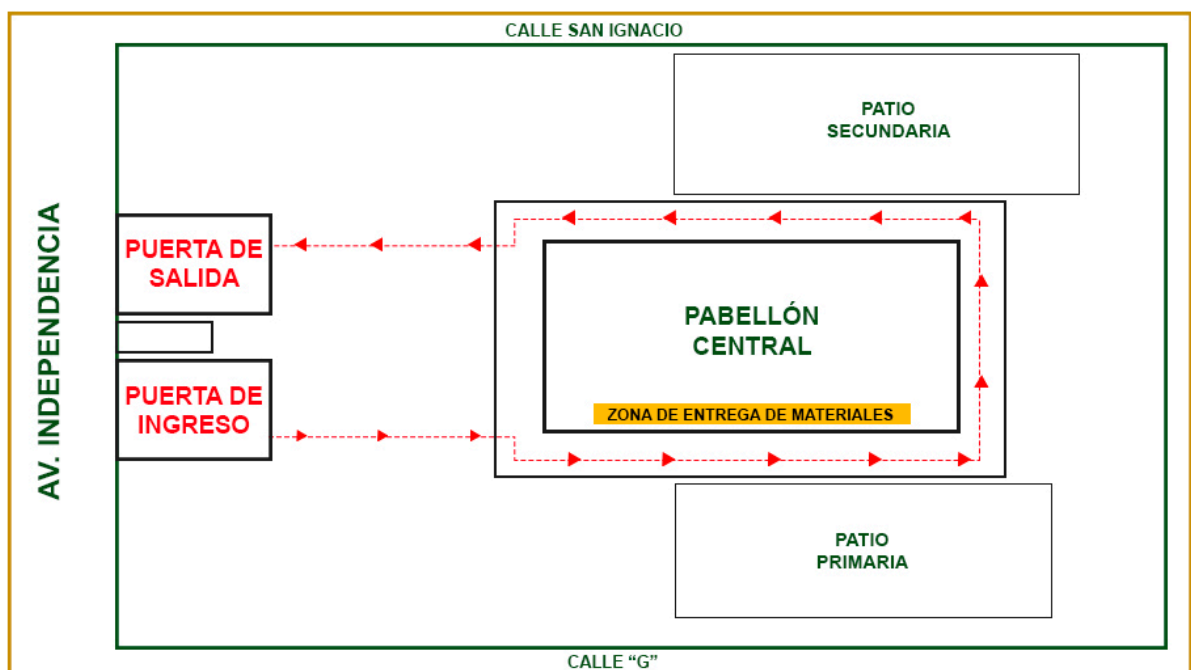 CALLE SAN IGNACIO
PATIO
SECUNDARIA
AV. INDEPENDENCIA
PUERTA DE
SALIDA
PABELLÓN
CENTRAL
PUERTA DE
INGRESO
ZONA DE ENTREGA DE MATERIALES
PATIO
PRIMARIA
CALLE “G”